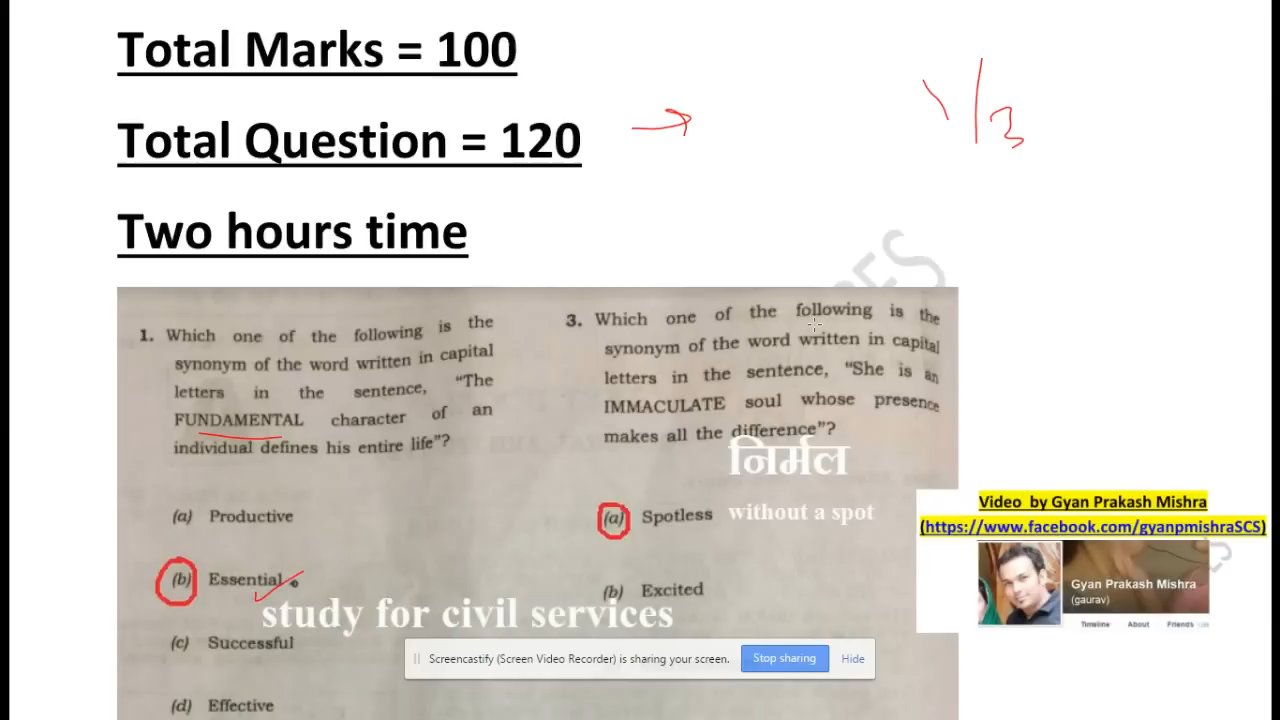 Total Marks = 100
Total Question = 120
1/3
Two hours time
1. Which one of the following is the
synonym of the word written in capital
letters in the sentence, "The
FUNDAMENTAL character of an
individual defines his entire life"?
(a) Productive
(b) Essential
(c) Successful
(d) Effective
3. Which one of the following is the
synonym of the word written in capital
letters in the sentence, "She is an
IMMACULATE soul whose presence
makes all the difference"?
निर्मल
(a) Spotless
without a spot
(b) Excited
study for civil services
Video by Gyan Prakash Mishra
(https://www.facebook.com/gyanpmishraSCS)
Gyan Prakash Mishra
(gaurav)
Timeline About Friends
Screencastify (Screen Video Recorder) is sharing your screen.
Stop sharing
Hide